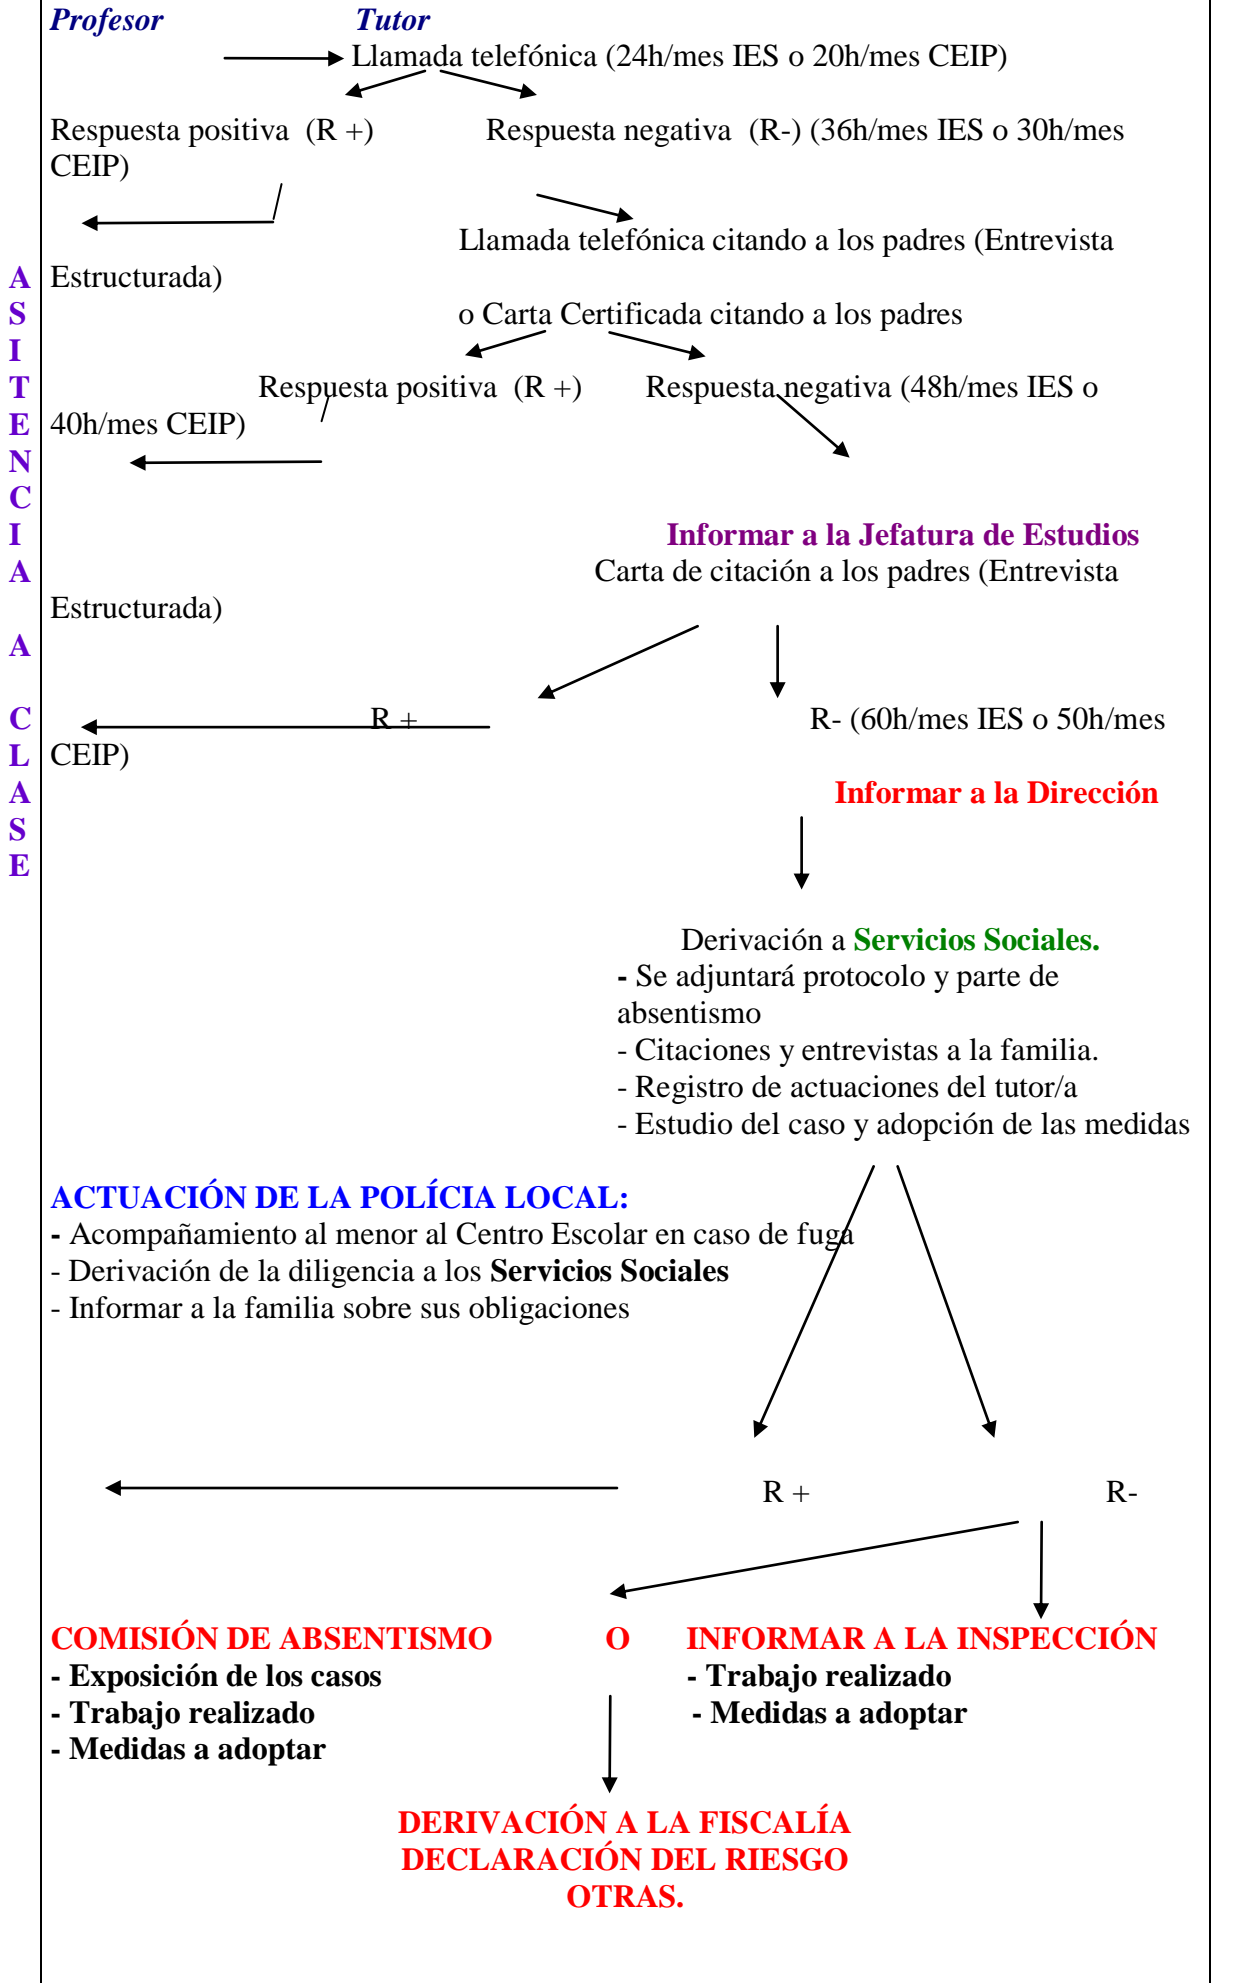 Profesor Tutor
Llamada telefónica (24h/mes IES o 20h/mes CEIP)
Respuesta positiva (R +) Respuesta negativa (R-) (36h/mes IES o 30h/mes
CEIP)
Llamada telefónica citando a los padres (Entrevista
Estructurada)
o Carta Certificada citando a los padres
Respuesta positiva (R +) Respuesta negativa (48h/mes IES o
40h/mes CEIP)
Informar a la Jefatura de Estudios
Carta de citación a los padres (Entrevista
Estructurada)
R + R- (60h/mes IES o 50h/mes
CEIP)
Informar a la Dirección
Derivación a Servicios Sociales.
- Se adjuntará protocolo y parte de
absentismo
- Citaciones y entrevistas a la familia.
- Registro de actuaciones del tutor/a
- Estudio del caso y adopción de las medidas
ACTUACIÓN DE LA POLÍCIA LOCAL:
- Acompañamiento al menor al Centro Escolar en caso de fuga
- Derivación de la diligencia a los Servicios Sociales
- Informar a la familia sobre sus obligaciones
R + R-
COMISIÓN DE ABSENTISMO O INFORMAR A LA INSPECCIÓN
- Exposición de los casos - Trabajo realizado
- Trabajo realizado - Medidas a adoptar
- Medidas a adoptar
DERIVACIÓN A LA FISCALÍA
DECLARACIÓN DEL RIESGO
OTRAS.
A
S
I
T
E
N
C
I
A
A
C
L
A
S
E